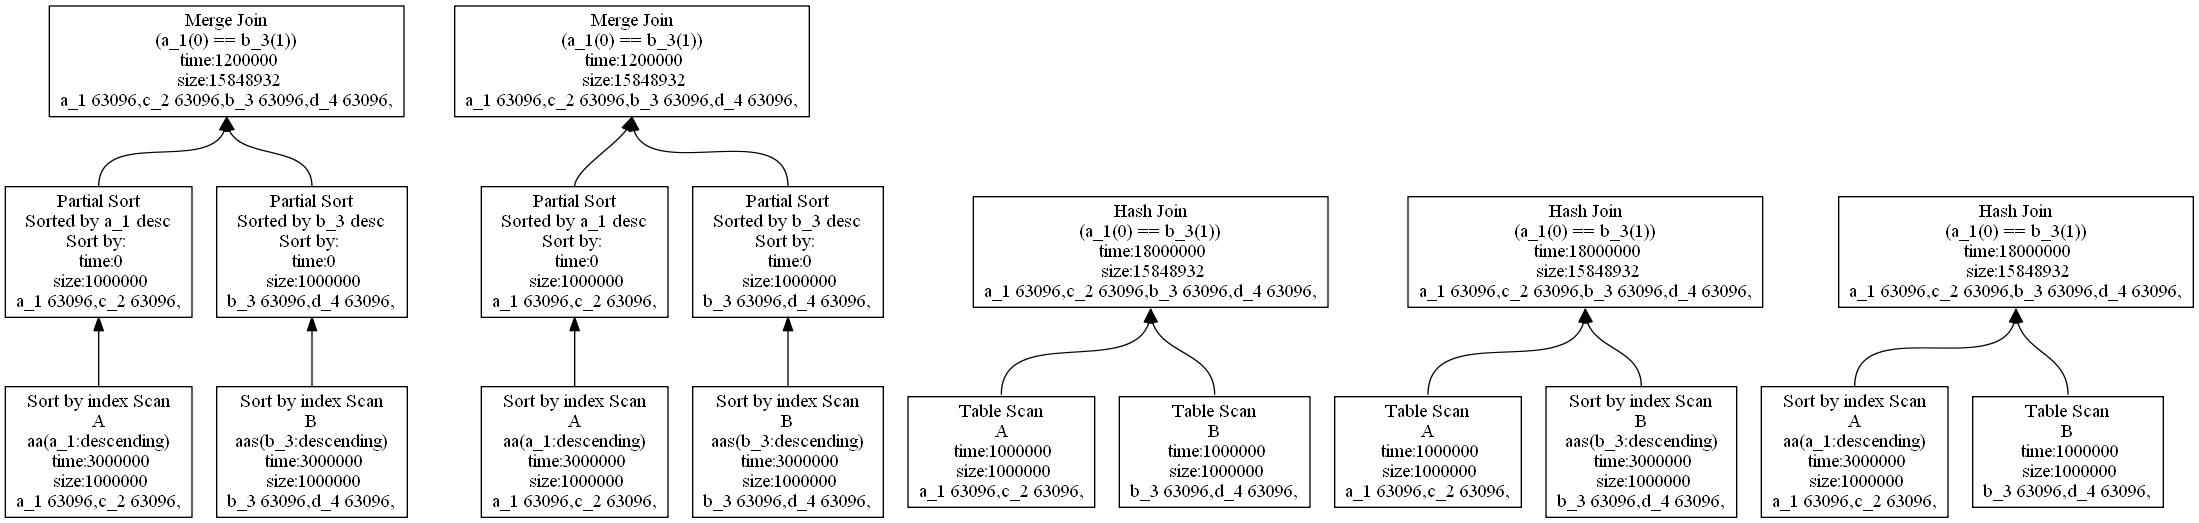 Merge Join
(a_1(0) == b_3(1))
time:1200000
size:15848932
a_1 63096,c_2 63096,b_3 63096,d_4 63096,
Partial Sort
Sorted by a_1 desc
Sort by:
time:0
size:1000000
a_1 63096,c_2 63096,
Partial Sort
Sorted by b_3 desc
Sort by:
time:0
size:1000000
b_3 63096,d_4 63096,
Sort by index Scan
A
aa(a_1:descending)
time:3000000
size:1000000
a_1 63096,c_2 63096,
Sort by index Scan
B
aas(b_3:descending)
time:3000000
size:1000000
b_3 63096,d_4 63096,
Merge Join
(a_1(0) == b_3(1))
time:1200000
size:15848932
a_1 63096,c_2 63096,b_3 63096,d_4 63096,
Partial Sort
Sorted by a_1 desc
Sort by:
time:0
size:1000000
a_1 63096,c_2 63096,
Partial Sort
Sorted by b_3 desc
Sort by:
time:0
size:1000000
b_3 63096,d_4 63096,
Sort by index Scan
A
aa(a_1:descending)
time:3000000
size:1000000
a_1 63096,c_2 63096,
Sort by index Scan
B
aas(b_3:descending)
time:3000000
size:1000000
b_3 63096,d_4 63096,
Hash Join
(a_1(0) == b_3(1))
time:18000000
size:15848932
a_1 63096,c_2 63096,b_3 63096,d_4 63096,
Table Scan
A
time:1000000
size:1000000
a_1 63096,c_2 63096,
Table Scan
B
time:1000000
size:1000000
b_3 63096,d_4 63096,
Hash Join
(a_1(0) == b_3(1))
time:18000000
size:15848932
a_1 63096,c_2 63096,b_3 63096,d_4 63096,
Table Scan
A
time:1000000
size:1000000
a_1 63096,c_2 63096,
Sort by index Scan
B
aas(b_3:descending)
time:3000000
size:1000000
b_3 63096,d_4 63096,
Hash Join
(a_1(0) == b_3(1))
time:18000000
size:15848932
a_1 63096,c_2 63096,b_3 63096,d_4 63096,
Sort by index Scan
A
aa(a_1:descending)
time:3000000
size:1000000
a_1 63096,c_2 63096,
Table Scan
B
time:1000000
size:1000000
b_3 63096,d_4 63096,